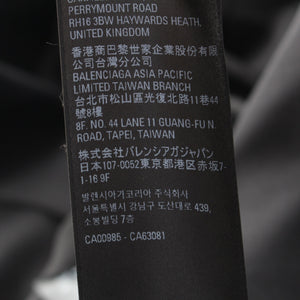 PERRYMOUNT ROAD
RH16 3BW HAYWARDS HEATH,
UNITED KINGDOM
香港商巴黎世家企業股份有限
公司台灣分公司
BALENCIAGA ASIA PACIFIC
LIMITED TAIWAN BRANCH
台北市松山區光復北路11巷44
號8樓
8F, NO. 44 LANE 11 GUANG-FU N.
ROAD, TAPEI, TAIWAN
株式会社バレンシアガジャパン
日本107-0052東京都港区赤坂7-
1-16 9F
발렌시아가코리아 주식회사
서울특별시 강남구 도산대로 439,
소봉빌딩 7층
CA00985 - CA63081